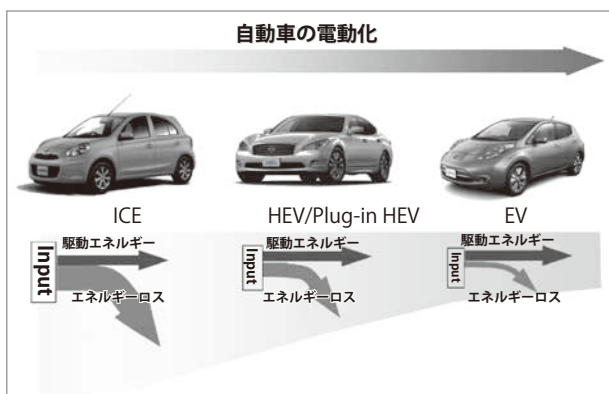 自動車の電動化
ICE
HEV/Plug-in HEV
EV
Input
駆動エネルギー
エネルギーロス
Input
駆動エネルギー
エネルギーロス
Input
駆動エネルギー
エネルギーロス